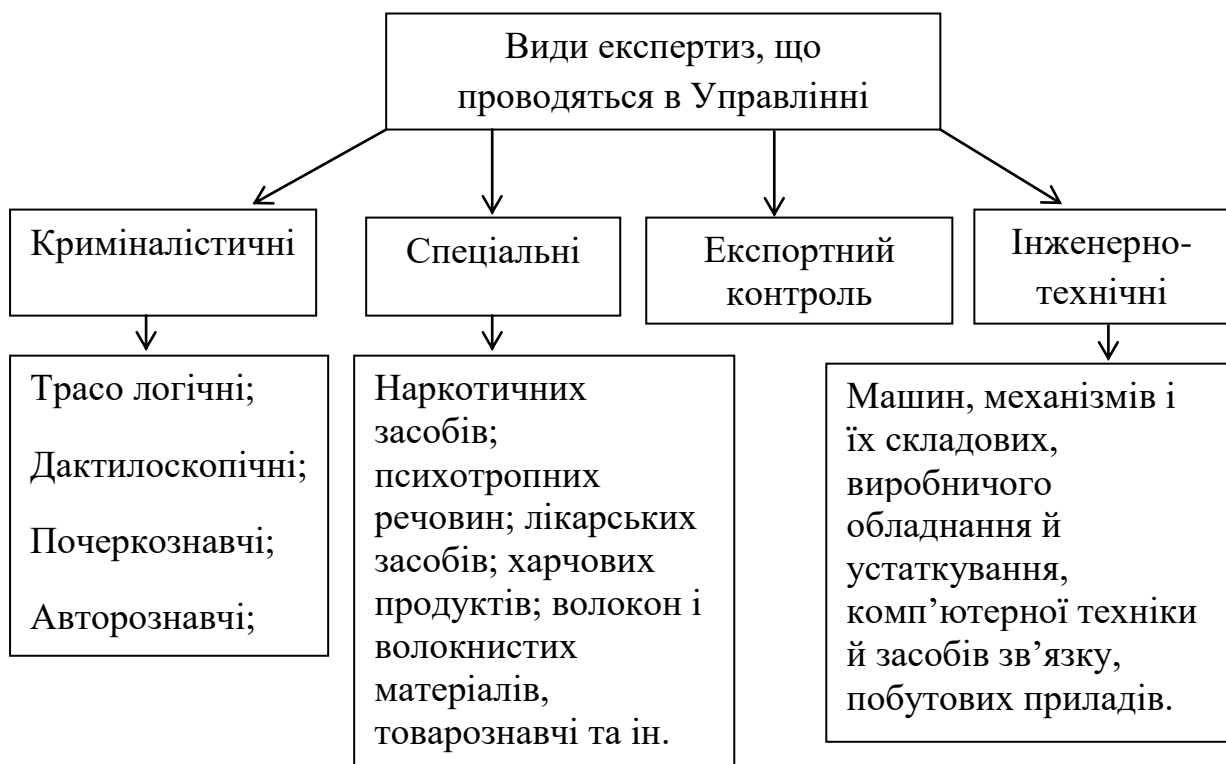 Види експертиз, що
проводяться в Управлінні
Криміналістичні
Спеціальні
Експортний
контроль
Інженерно-
технічні
Трасо логічні;
Дактилоскопічні;
Почеркознавчі;
Авторознавчі;
Наркотичних
засобів;
психотропних
речовин; лікарських
засобів; харчових
продуктів; волокон і
волокнистих
матеріалів,
товарознавчі та ін.
Машин, механізмів і
їх складових,
виробничого
обладнання й
устаткування,
комп’ютерної техніки
й засобів зв’язку,
побутових приладів.